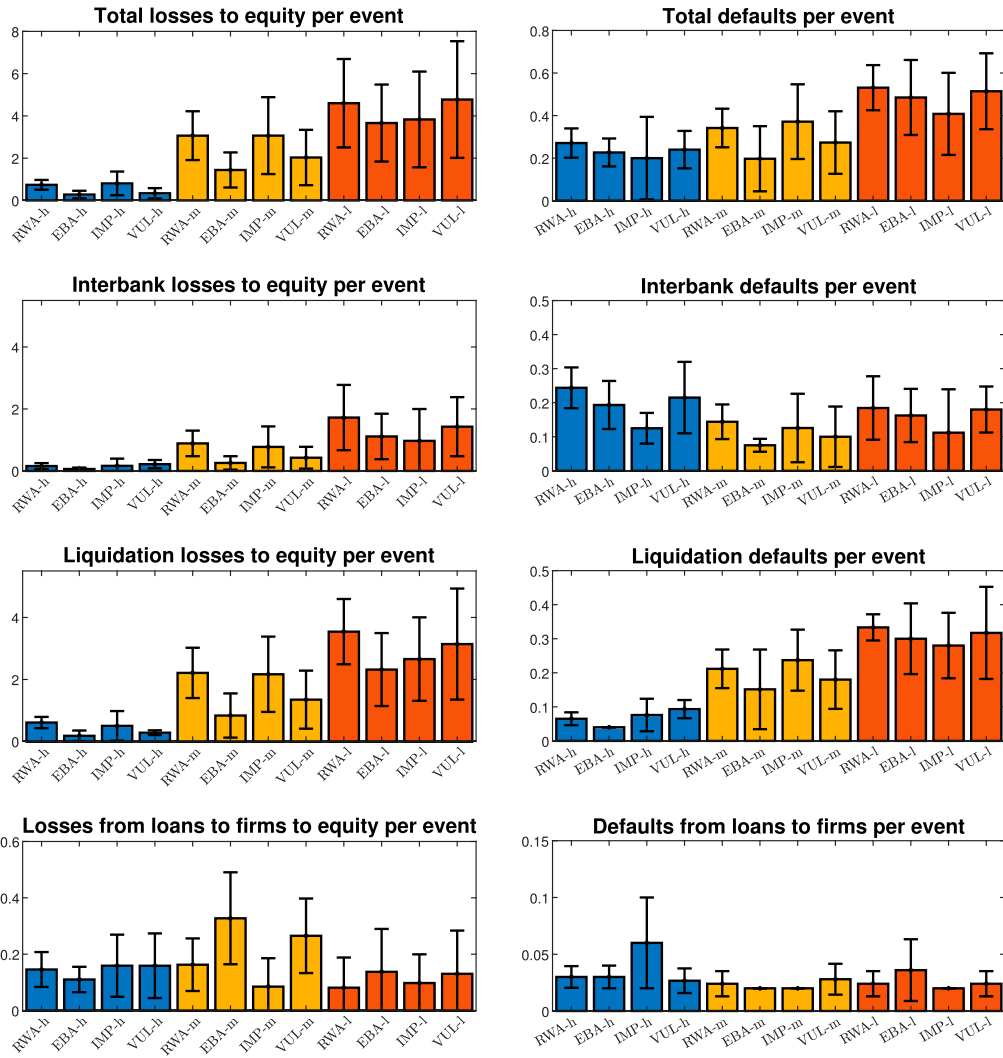 Total losses to equity per event
8
6
4
2
0
RWA-h EBA-h IMP-h VUL-h RWA-m EBA-m IMP-m VUL-m RWA-l EBA-l IMP-l VUL-l
Total defaults per event
0.8
0.6
0.4
0.2
0
RWA-h EBA-h IMP-h VUL-h RWA-m EBA-m IMP-m VUL-m RWA-l EBA-l IMP-l VUL-l
Interbank losses to equity per event
4
2
0
RWA-h EBA-h IMP-h VUL-h RWA-m EBA-m IMP-m VUL-m RWA-l EBA-l IMP-l VUL-l
Interbank defaults per event
0.5
0.4
0.3
0.2
0.1
0
RWA-h EBA-h IMP-h VUL-h RWA-m EBA-m IMP-m VUL-m RWA-l EBA-l IMP-l VUL-l
Liquidation losses to equity per event
4
2
0
RWA-h EBA-h IMP-h VUL-h RWA-m EBA-m IMP-m VUL-m RWA-l EBA-l IMP-l VUL-l
Liquidation defaults per event
0.5
0.4
0.3
0.2
0.1
0
RWA-h EBA-h IMP-h VUL-h RWA-m EBA-m IMP-m VUL-m RWA-l EBA-l IMP-l VUL-l
Losses from loans to firms to equity per event
0.6
0.4
0.2
0
RWA-h EBA-h IMP-h VUL-h RWA-m EBA-m IMP-m VUL-m RWA-l EBA-l IMP-l VUL-l
Defaults from loans to firms per event
0.15
0.1
0.05
0
RWA-h EBA-h IMP-h VUL-h RWA-m EBA-m IMP-m VUL-m RWA-l EBA-l IMP-l VUL-l